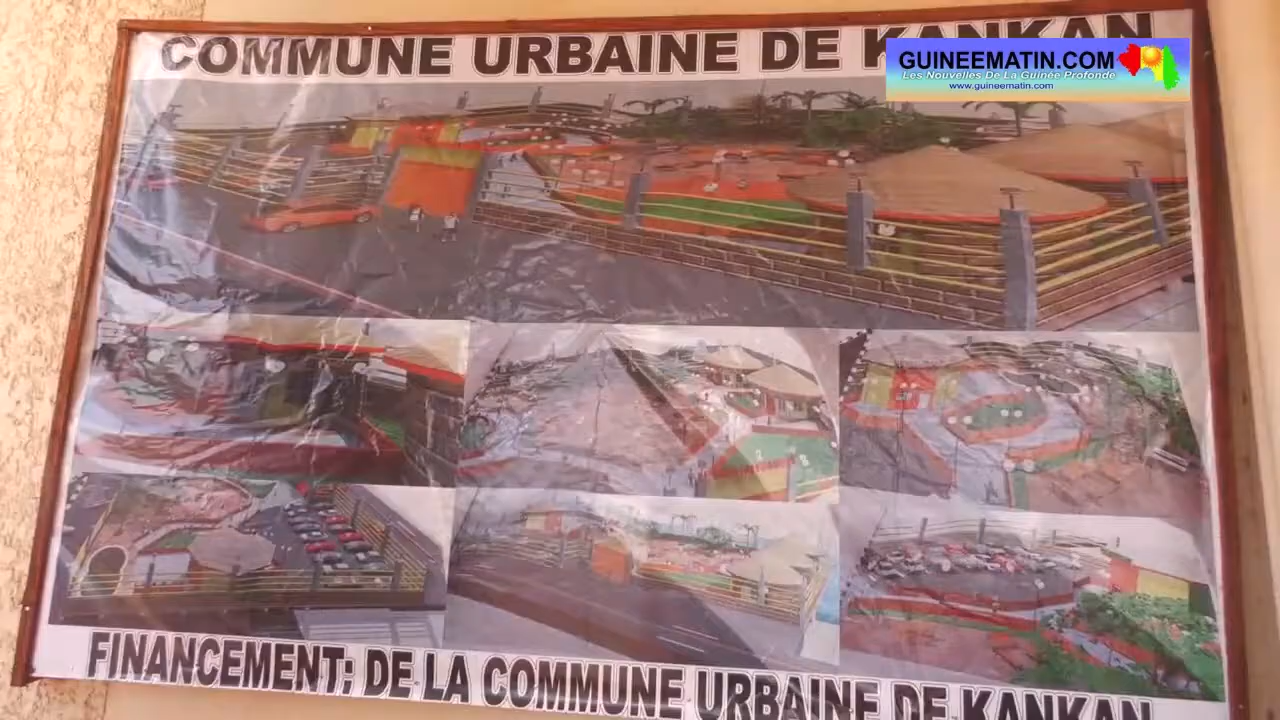 COMMUNE URBAINE DE KANKAN
GUINEEMATIN.COM
Les Nouvelles De La Guinée Profonde
www.guineematin.com
FINANCEMENT: DE LA COMMUNE URBAINE DE KANKAN